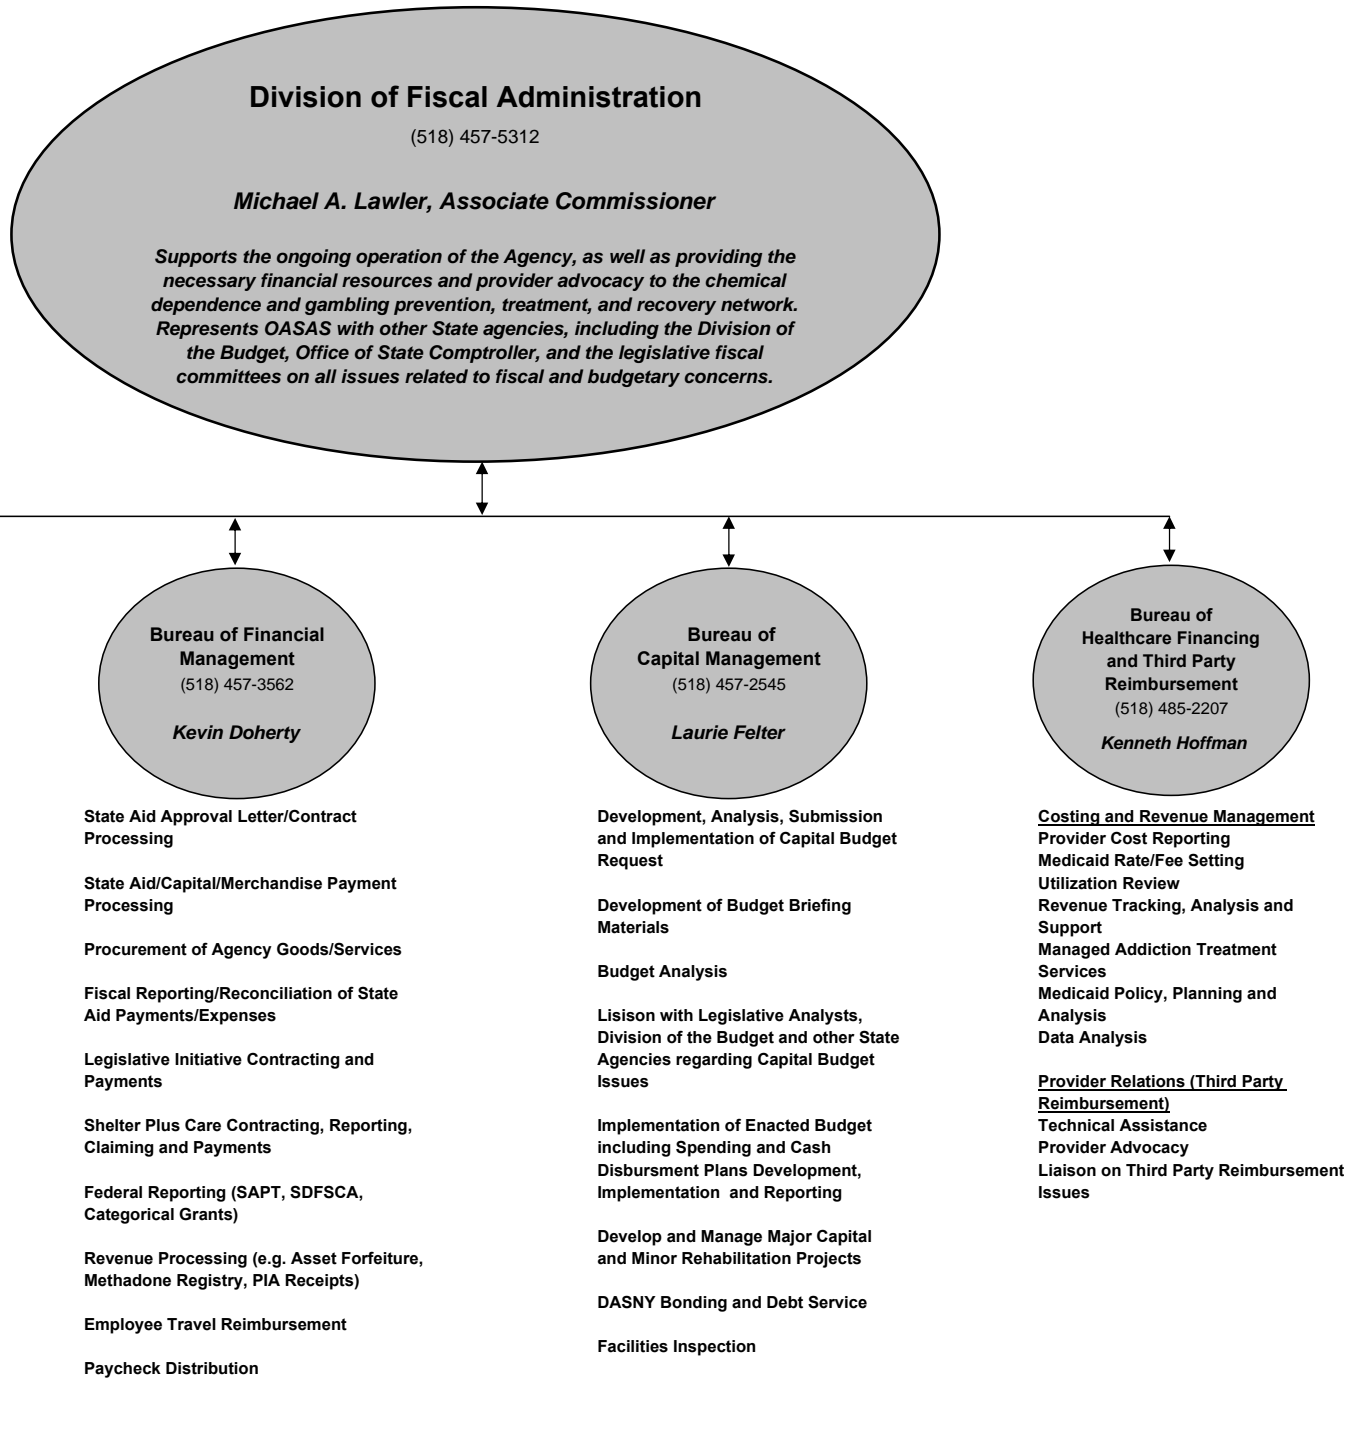 Division of Fiscal Administration
(518) 457-5312
Michael A. Lawler, Associate Commissioner
Supports the ongoing operation of the Agency, as well as providing the
necessary financial resources and provider advocacy to the chemical
dependence and gambling prevention, treatment, and recovery network.
Represents OASAS with other State agencies, including the Division of
the Budget, Office of State Comptroller, and the legislative fiscal
committees on all issues related to fiscal and budgetary concerns.
Bureau of Financial
Management
(518) 457-3562
Kevin Doherty
State Aid Approval Letter/Contract
Processing
State Aid/Capital/Merchandise Payment
Processing
Procurement of Agency Goods/Services
Fiscal Reporting/Reconciliation of State
Aid Payments/Expenses
Legislative Initiative Contracting and
Payments
Shelter Plus Care Contracting, Reporting,
Claiming and Payments
Federal Reporting (SAPT, SDFSCA,
Categorical Grants)
Revenue Processing (e.g. Asset Forfeiture,
Methadone Registry, PIA Receipts)
Employee Travel Reimbursement
Paycheck Distribution
Bureau of
Capital Management
(518) 457-2545
Laurie Felter
Development, Analysis, Submission
and Implementation of Capital Budget
Request
Development of Budget Briefing
Materials
Budget Analysis
Lisison with Legislative Analysts,
Division of the Budget and other State
Agencies regarding Capital Budget
Issues
Implementation of Enacted Budget
including Spending and Cash
Disbursment Plans Development,
Implementation  and Reporting
Develop and Manage Major Capital
and Minor Rehabilitation Projects
DASNY Bonding and Debt Service
Facilities Inspection
Bureau of
Healthcare Financing
and Third Party
Reimbursement
(518) 485-2207
Kenneth Hoffman
Costing and Revenue Management
Provider Cost Reporting
Medicaid Rate/Fee Setting
Utilization Review
Revenue Tracking, Analysis and
Support
Managed Addiction Treatment
Services
Medicaid Policy, Planning and
Analysis
Data Analysis
Provider Relations (Third Party
Reimbursement)
Technical Assistance
Provider Advocacy
Liaison on Third Party Reimbursement
Issues